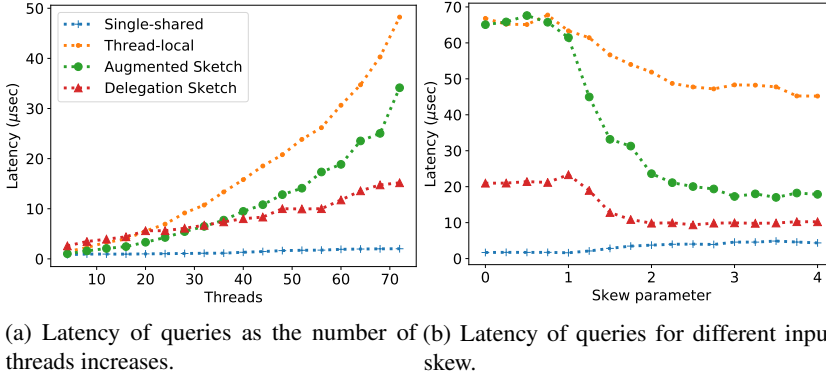 50
40
30
20
10
0
Latency (μsec)
Single-shared
Thread-local
Augmented Sketch
Delegation Sketch
10 20 30 40 50 60 70
Threads
70
60
50
40
30
20
10
0
Latency (μsec)
0 1 2 3 4
Skew parameter
(a) Latency of queries as the number of
threads increases.
(b) Latency of queries for different inpu
skew.